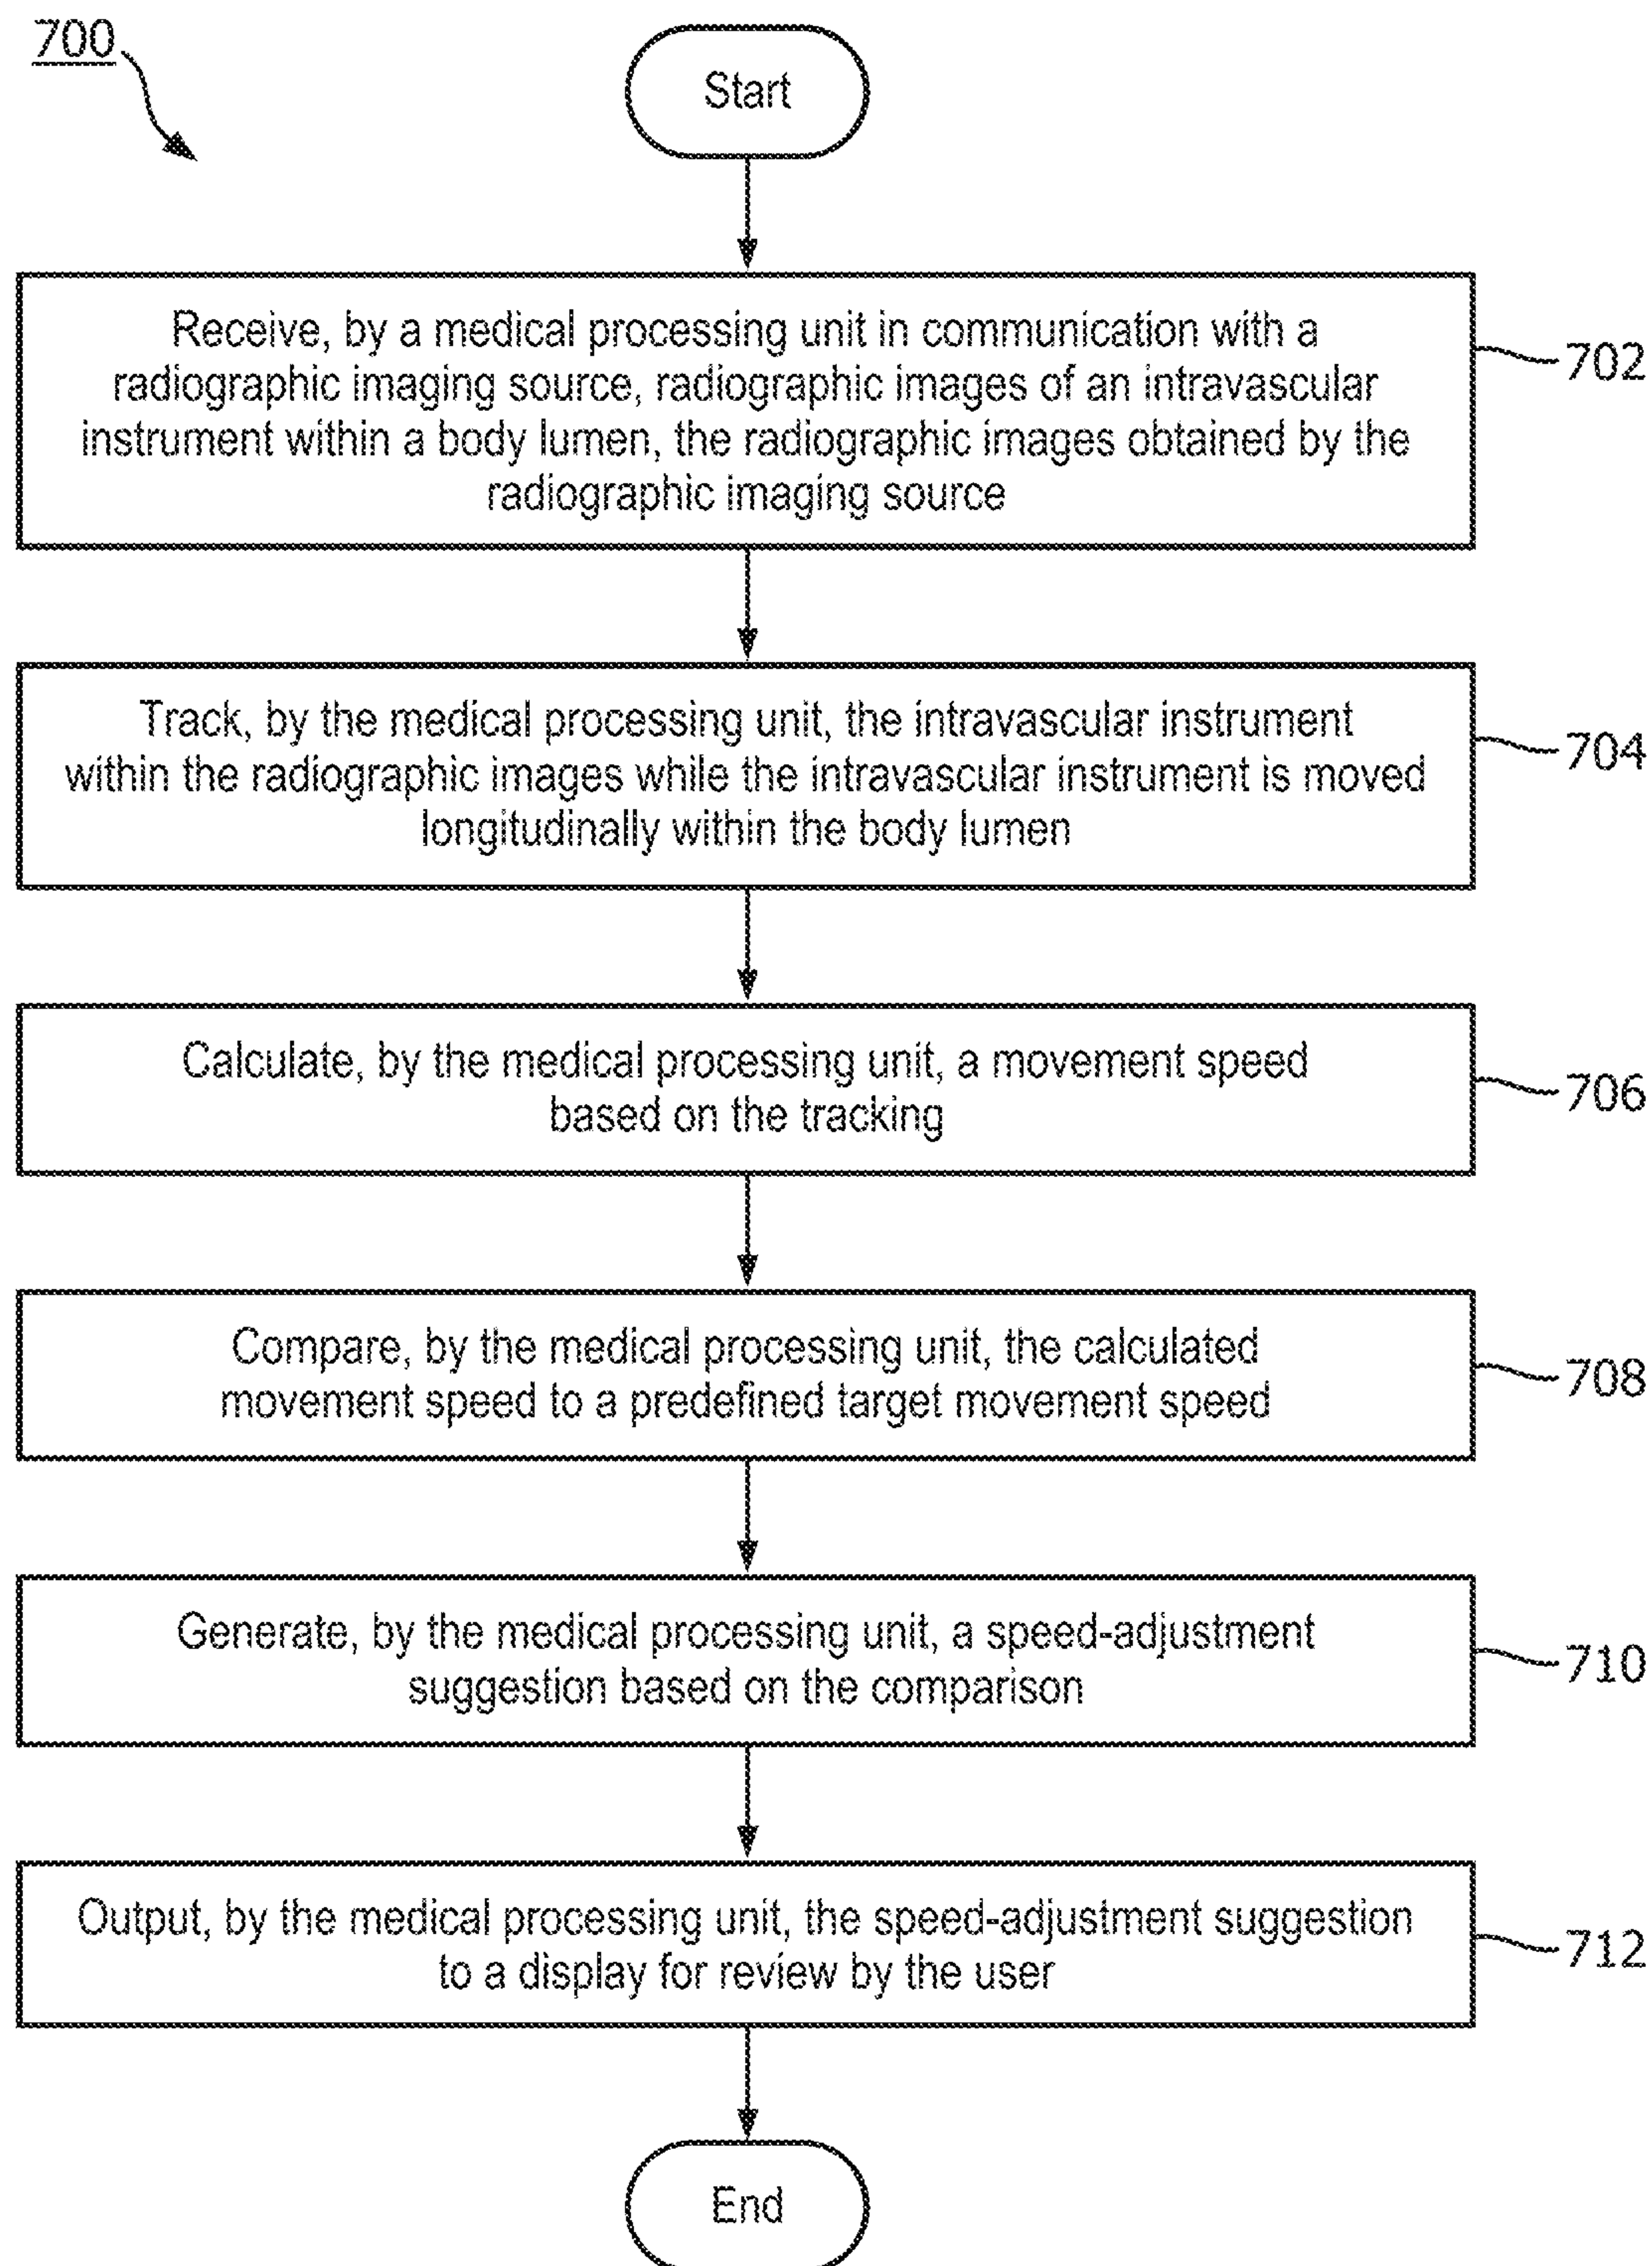 700
Start
Receive, by a medical processing unit in communication with a
radiographic imaging source, radiographic images of an intravascular
instrument within a body lumen, the radiographic images obtained by the
radiographic imaging source
702
Track, by the medical processing unit, the intravascular instrument
within the radiographic images while the intravascular instrument is moved
longitudinally within the body lumen
704
Calculate, by the medical processing unit, a movement speed
based on the tracking
706
Compare, by the medical processing unit, the calculated
movement speed to a predefined target movement speed
708
Generate, by the medical processing unit, a speed-adjustment
suggestion based on the comparison
710
Output, by the medical processing unit, the speed-adjustment suggestion
to a display for review by the user
712
End